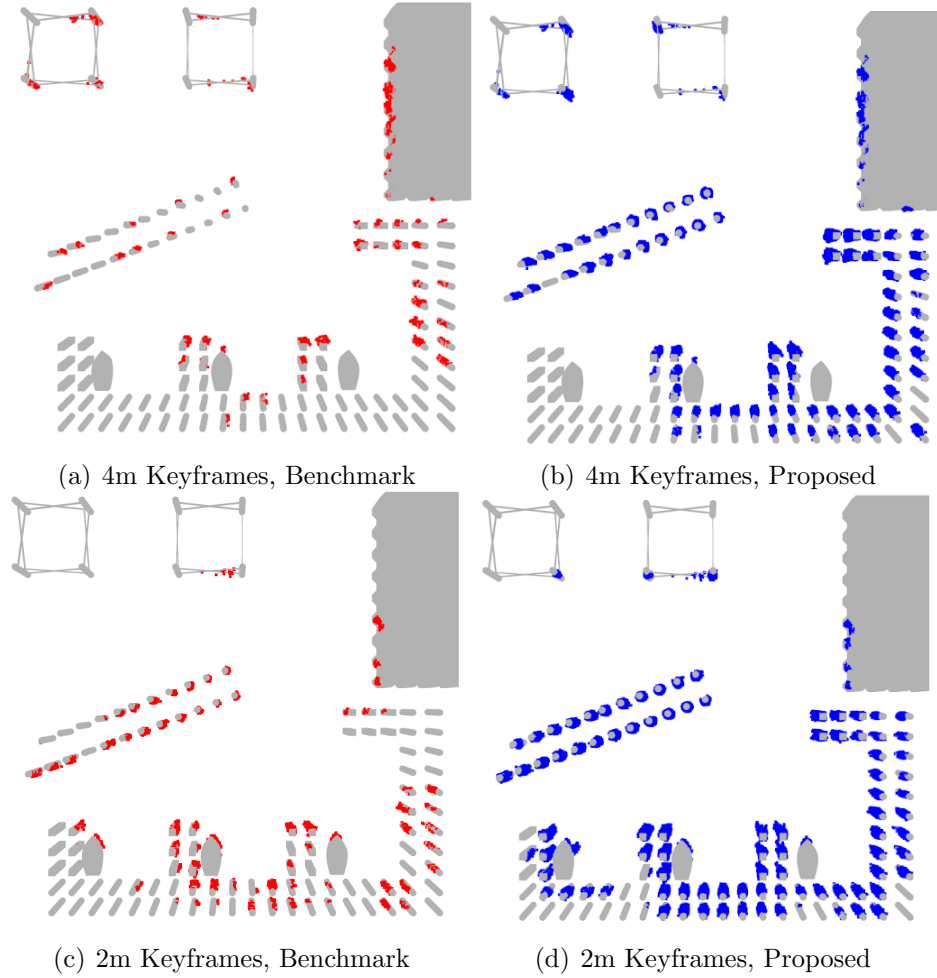 (a) 4m Keyframes, Benchmark
(b) 4m Keyframes, Proposed
(c) 2m Keyframes, Benchmark
(d) 2m Keyframes, Proposed